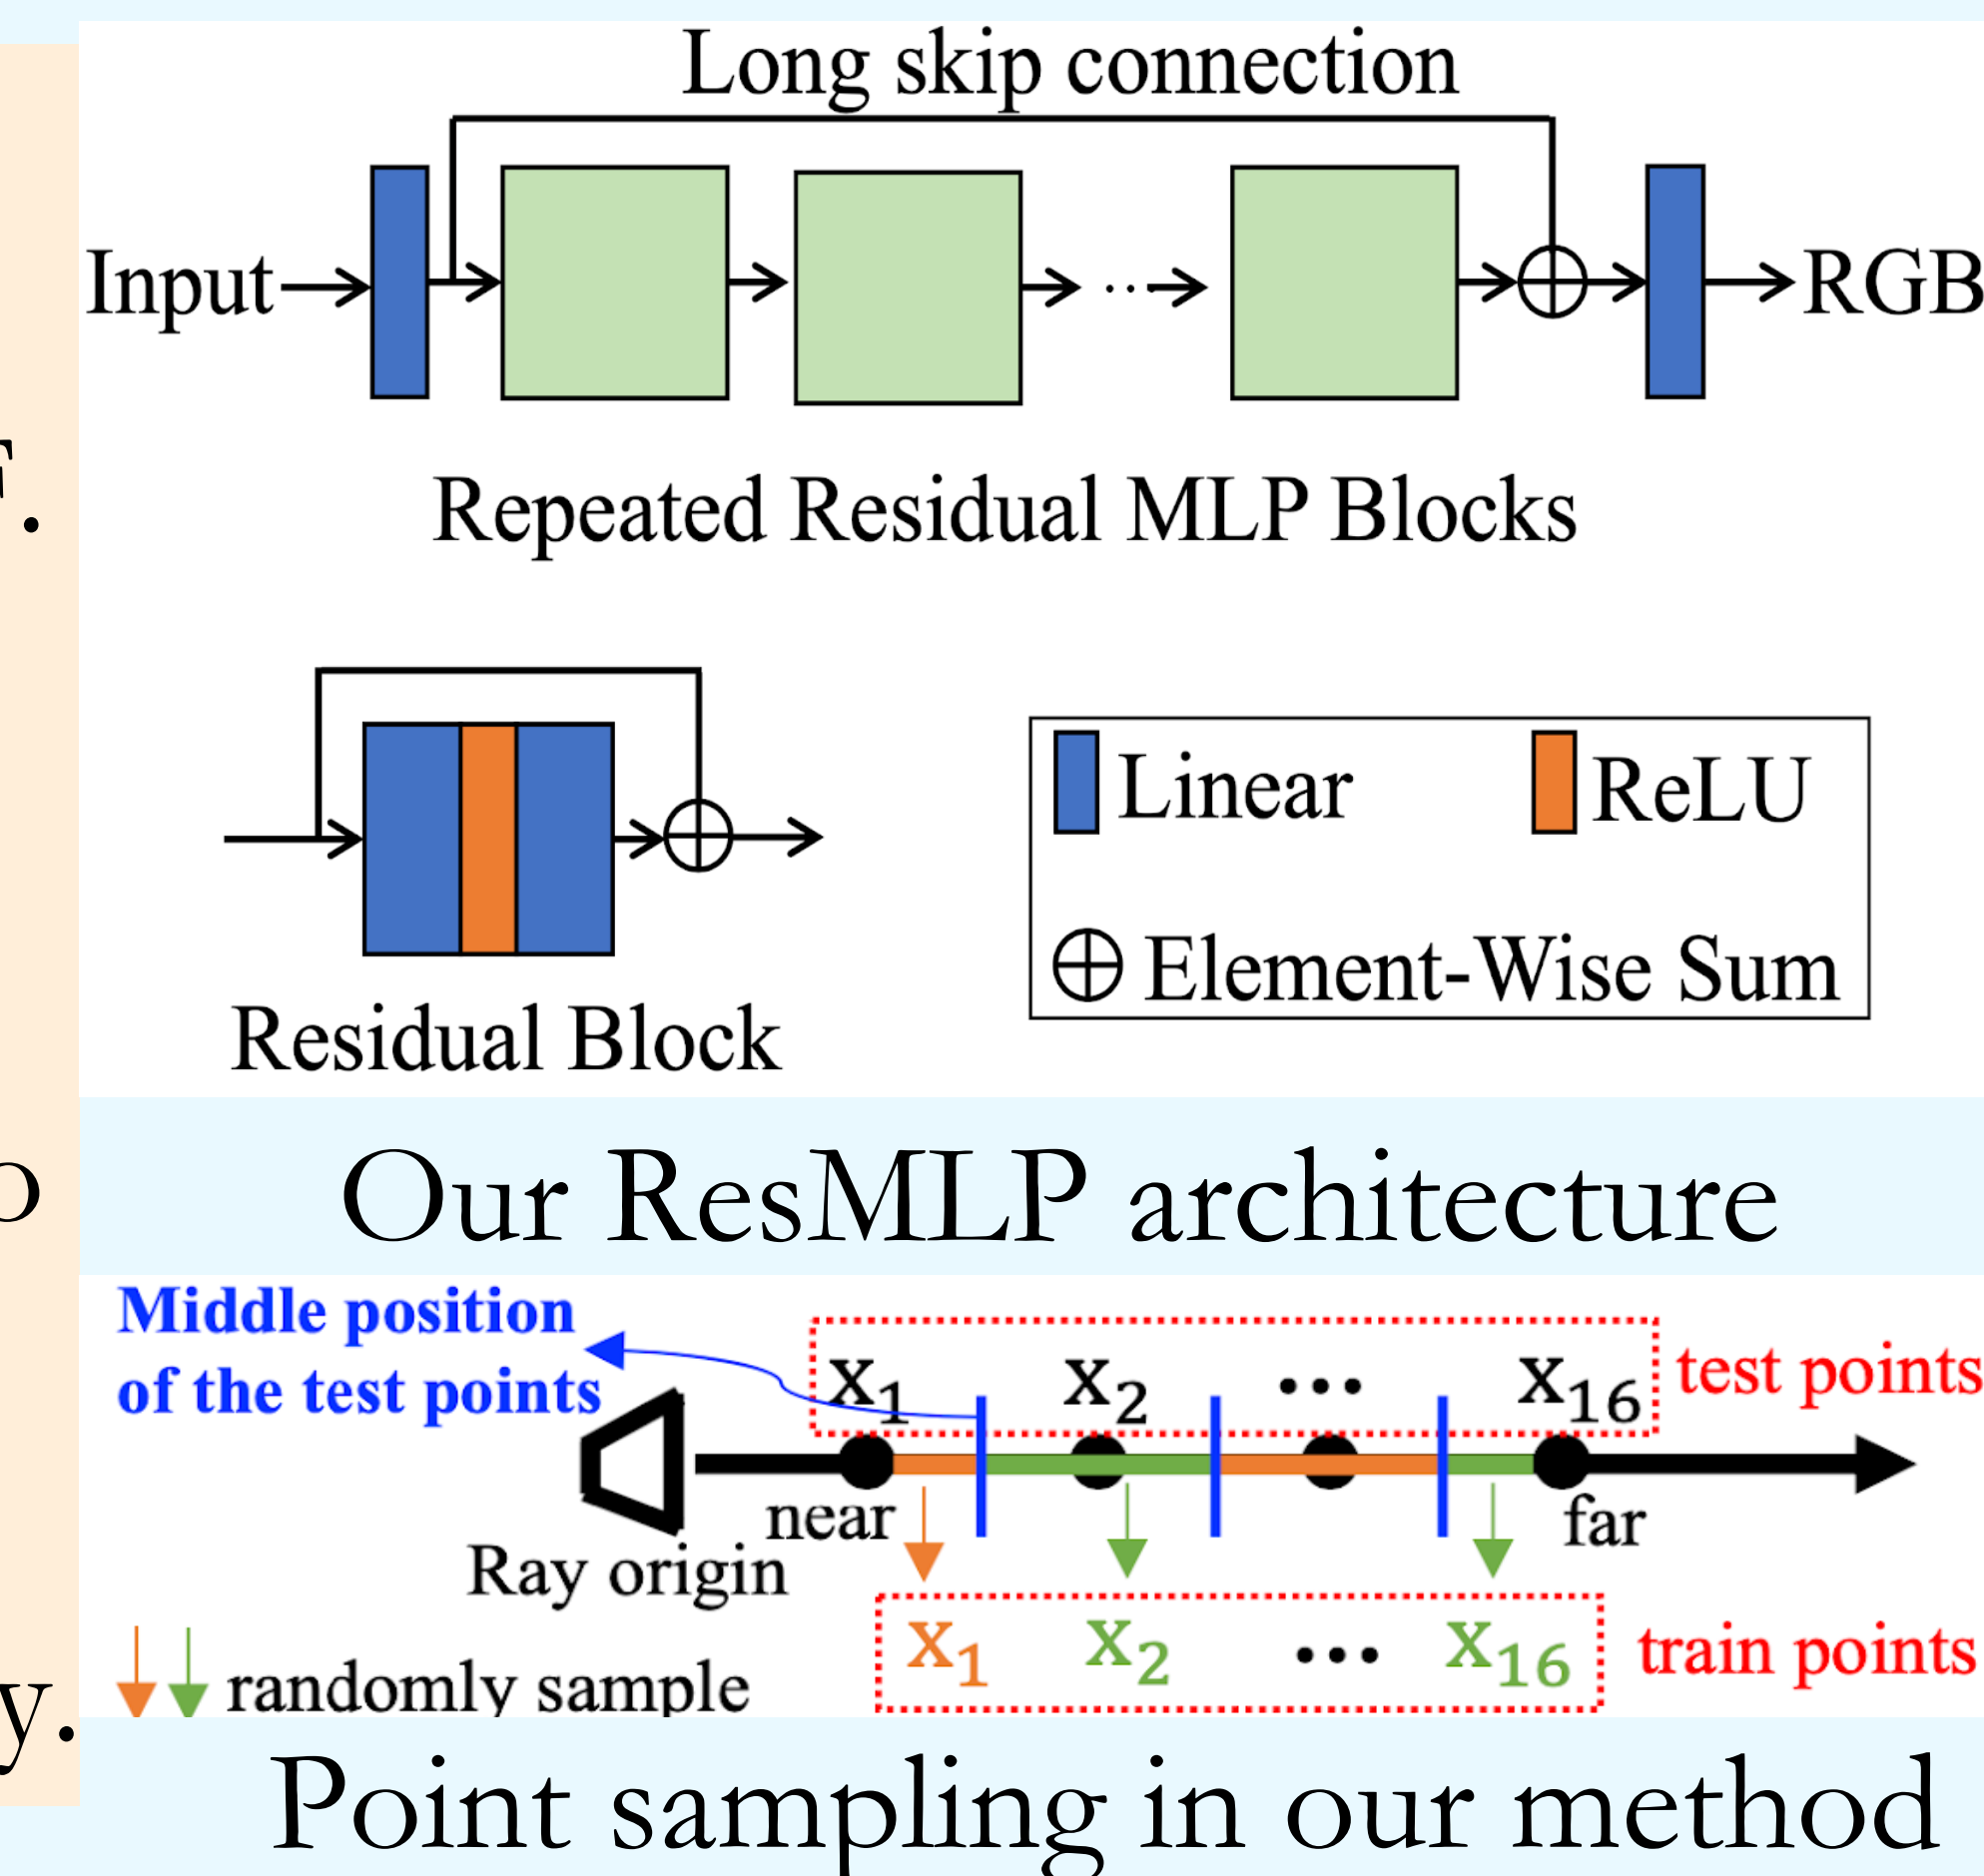 Long skip connection
Input
RGB
Repeated Residual MLP Blocks
Linear
ReLU
Element-Wise Sum
Residual Block
Our ResMLP architecture
Middle position
of the test points
x₁ x₂ ... x₁₆
test points
near
far
Ray origin
x₁ x₂ ... x₁₆
train points
randomly sample
Point sampling in our method